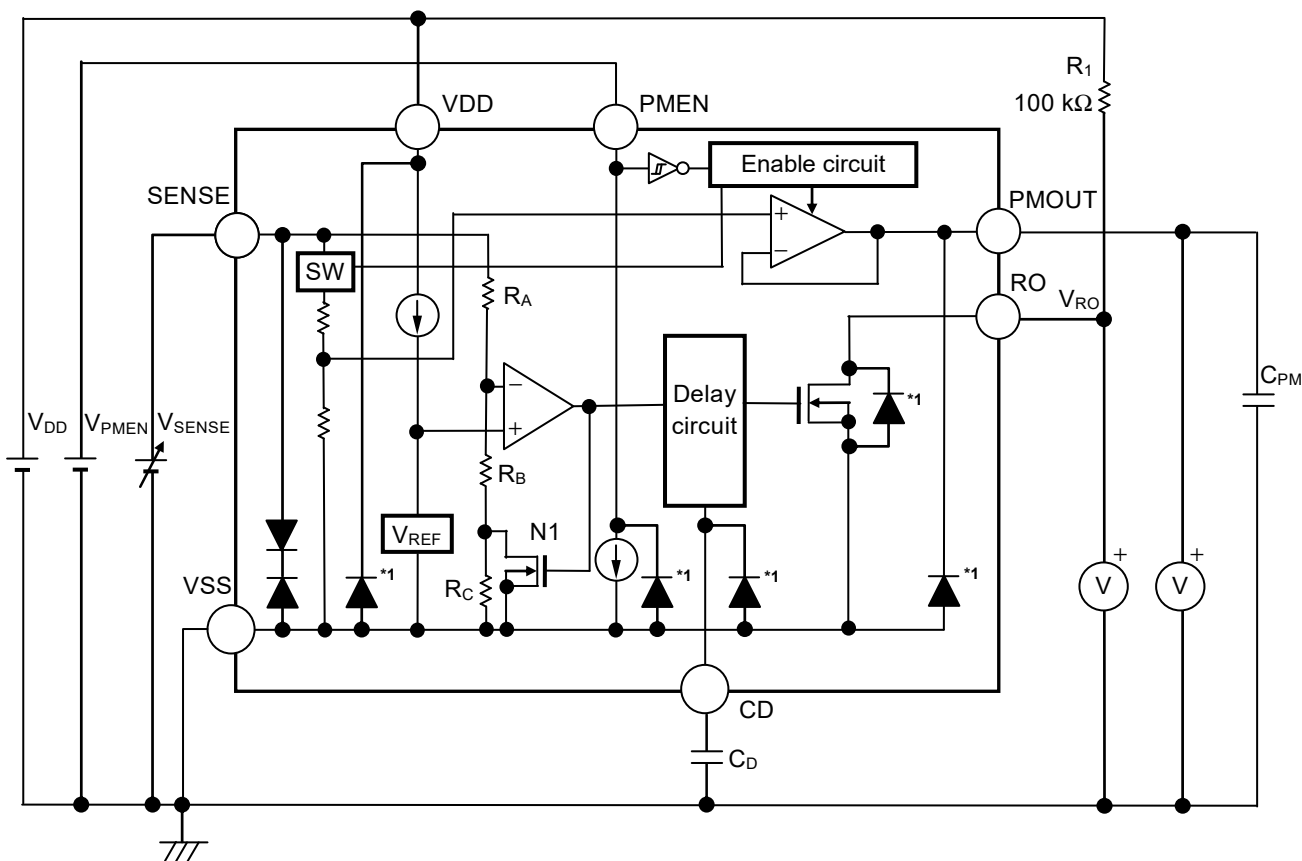 R1
100 kΩ
VDD
PMEN
Enable circuit
SENSE
PMOUT
+
−
SW
RO
VRO
RA
CPM
−
Delay
circuit
*1
+
VDD
VPMEN
VSENSE
RB
VREF
N1
+
+
VSS
*1
RC
*1
*1
*1
V
V
CD
CD